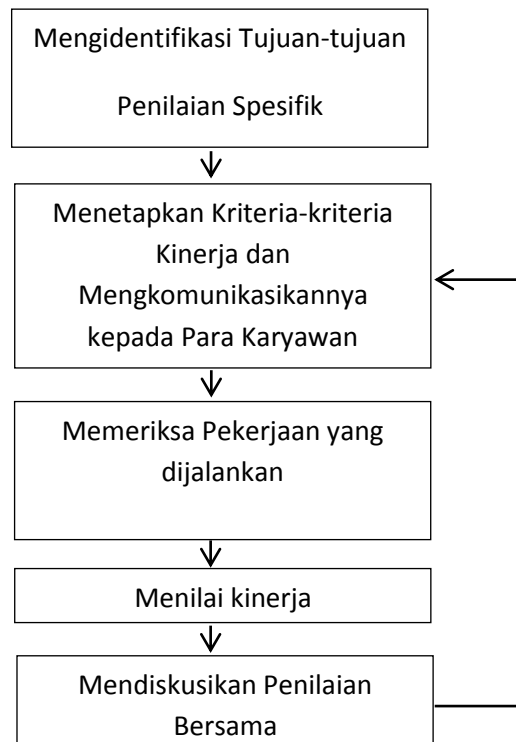 Mengidentifikasi Tujuan-tujuan
Penilaian Spesifik
Menetapkan Kriteria-kriteria
Kinerja dan
Mengkomunikasikannya
kepada Para Karyawan
Memeriksa Pekerjaan yang
dijalankan
Menilai kinerja
Mendiskusikan Penilaian
Bersama